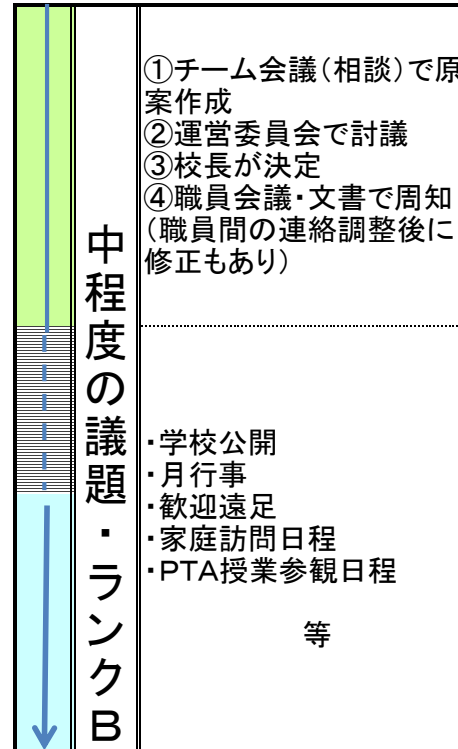 中程度の議題・ランクB
①チーム会議(相談)で原
案作成
②運営委員会で討議
③校長が決定
④職員会議・文書で周知
(職員間の連絡調整後に
修正もあり)
・学校公開
・月行事
・歓迎遠足
・家庭訪問日程
・PTA授業参観日程
等